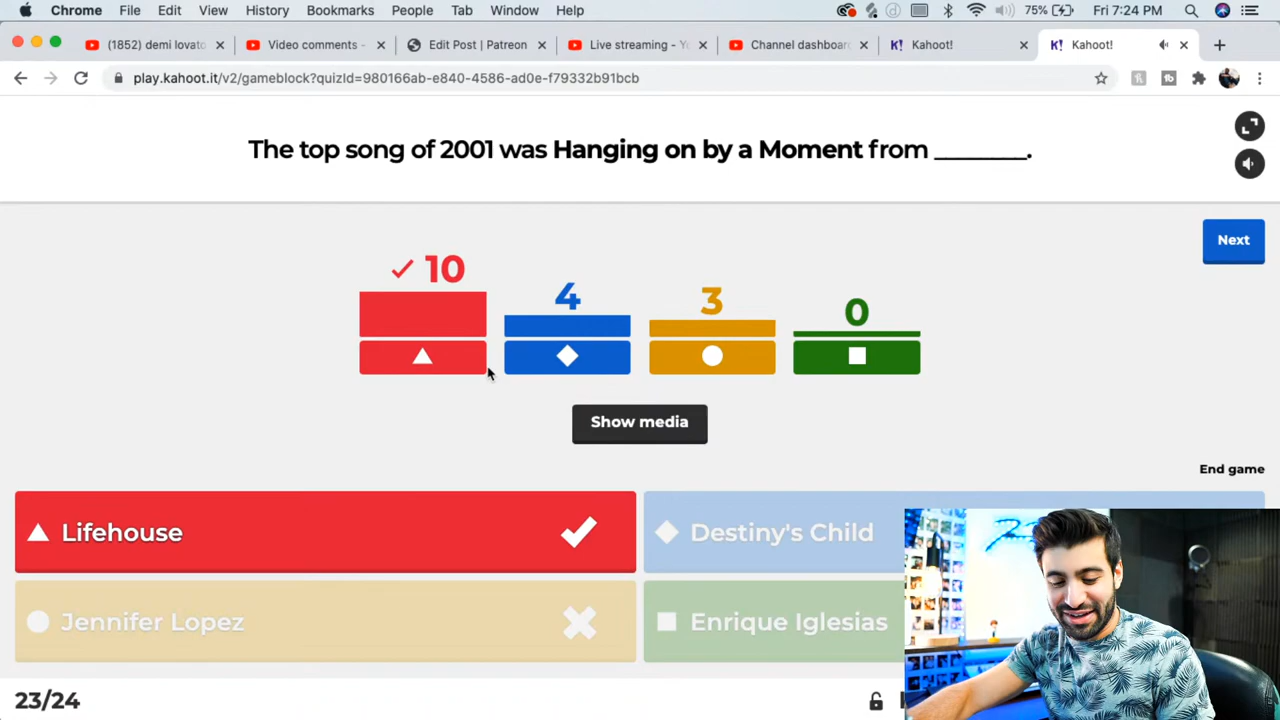 Chrome File Edit View History Bookmarks People Tab Window Help 75% Fri 7:24 PM
(1852) demi lovato Video comments - Edit Post | Patreon Live streaming - Yo Channel dashboar Kahoot! Kahoot!
play.kahoot.it/v2/gameblock?quizId=980166ab-e840-4586-ad0e-f79332b91bcb
The top song of 2001 was Hanging on by a Moment from ________.
Next
10 4 3 0
Show media
End game
Lifehouse
Destiny's Child
Jennifer Lopez
Enrique Iglesias
23/24